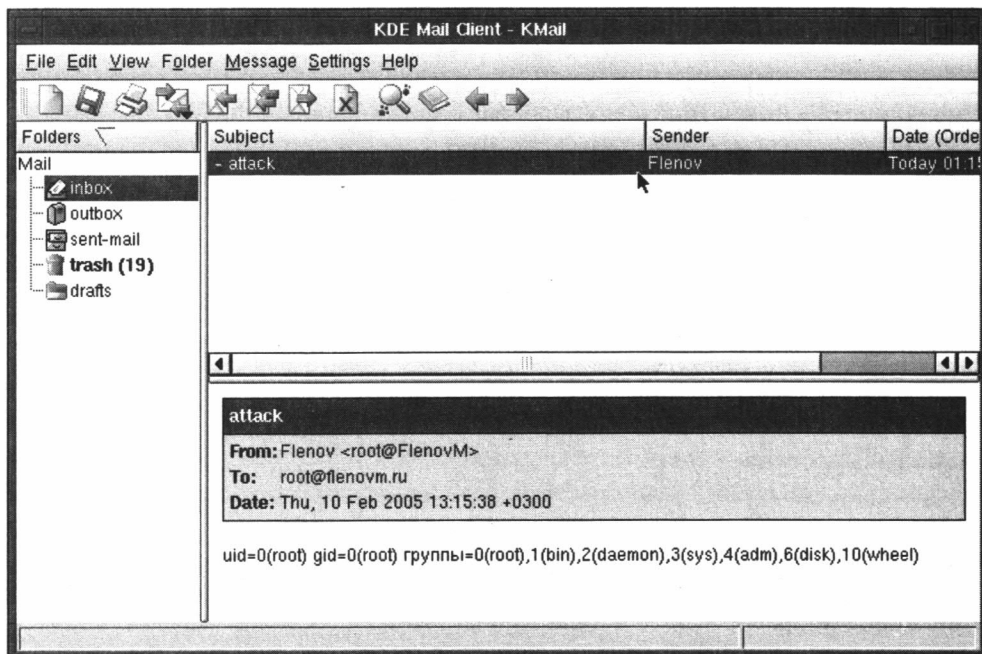 KDE Mail Client - KMail
File Edit View Folder Message Settings Help
Folders
Subject Sender Date (Orde
Mail
- attack Flenov Today 01:15
inbox
outbox
sent-mail
trash (19)
drafts
attack
From: Flenov <root@FlenovM>
To: root@flenovm.ru
Date: Thu, 10 Feb 2005 13:15:38 +0300
uid=0(root) gid=0(root) группы=0(root),1(bin),2(daemon),3(sys),4(adm),6(disk),10(wheel)